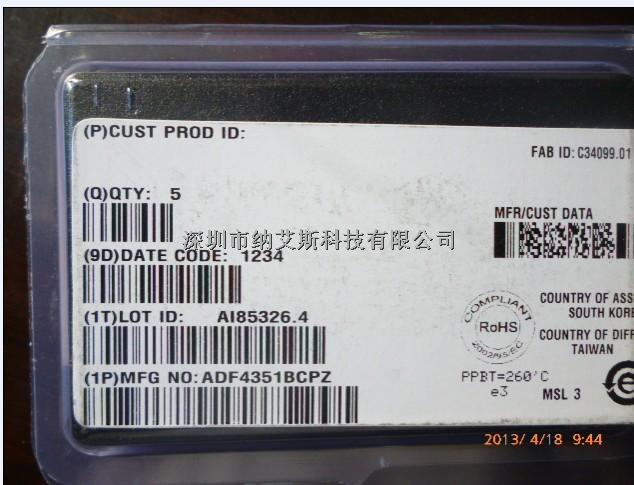 (P)CUST PROD ID:
FAB ID: C34099.01
(Q)QTY: 5
MFR/CUST DATA
深圳市纳艾斯科技有限公司
(9D)DATE CODE: 1234
(1T)LOT ID: AI85326.4
COMPLIANT
RoHS
2002/95/EC
COUNTRY OF ASS
SOUTH KORE
COUNTRY OF DIFF
TAIWAN
(1P)MFG NO:ADF4351BCPZ
PPBT=260°C
e3
MSL 3
e
2013/ 4/18 9:44